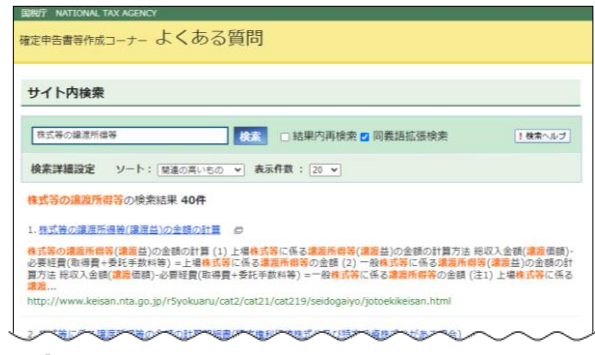 国税庁 NATIONAL TAX AGENCY
確定申告書等作成コーナー よくある質問
サイト内検索
株式等の譲渡所得等 検索 結果内再検索 同義語拡張検索 ! 検索ヘルプ
検索詳細設定 ソート: 関連の高いもの 表示件数 : 20
株式等の譲渡所得等の検索結果 40件
1. 株式等の譲渡所得等(譲渡益)の金額の計算
株式等の譲渡所得等(譲渡益)の金額の計算 (1) 上場株式等に係る譲渡所得等(譲渡益)の金額の計算方法 総収入金額(譲渡価額)-
必要経費(取得費+委託手数料等) =上場株式等に係る譲渡所得等の金額 (2) 一般株式等に係る譲渡所得等(譲渡益)の金額の計
算方法 総収入金額(譲渡価額)-必要経費(取得費+委託手数料等) =一般株式等に係る譲渡所得等の金額 (注1) 上場株式等に係る
譲渡...
http://www.keisan.nta.go.jp/r5yokuaru/cat2/cat21/cat219/seidogaiyo/jotoekikeisan.html